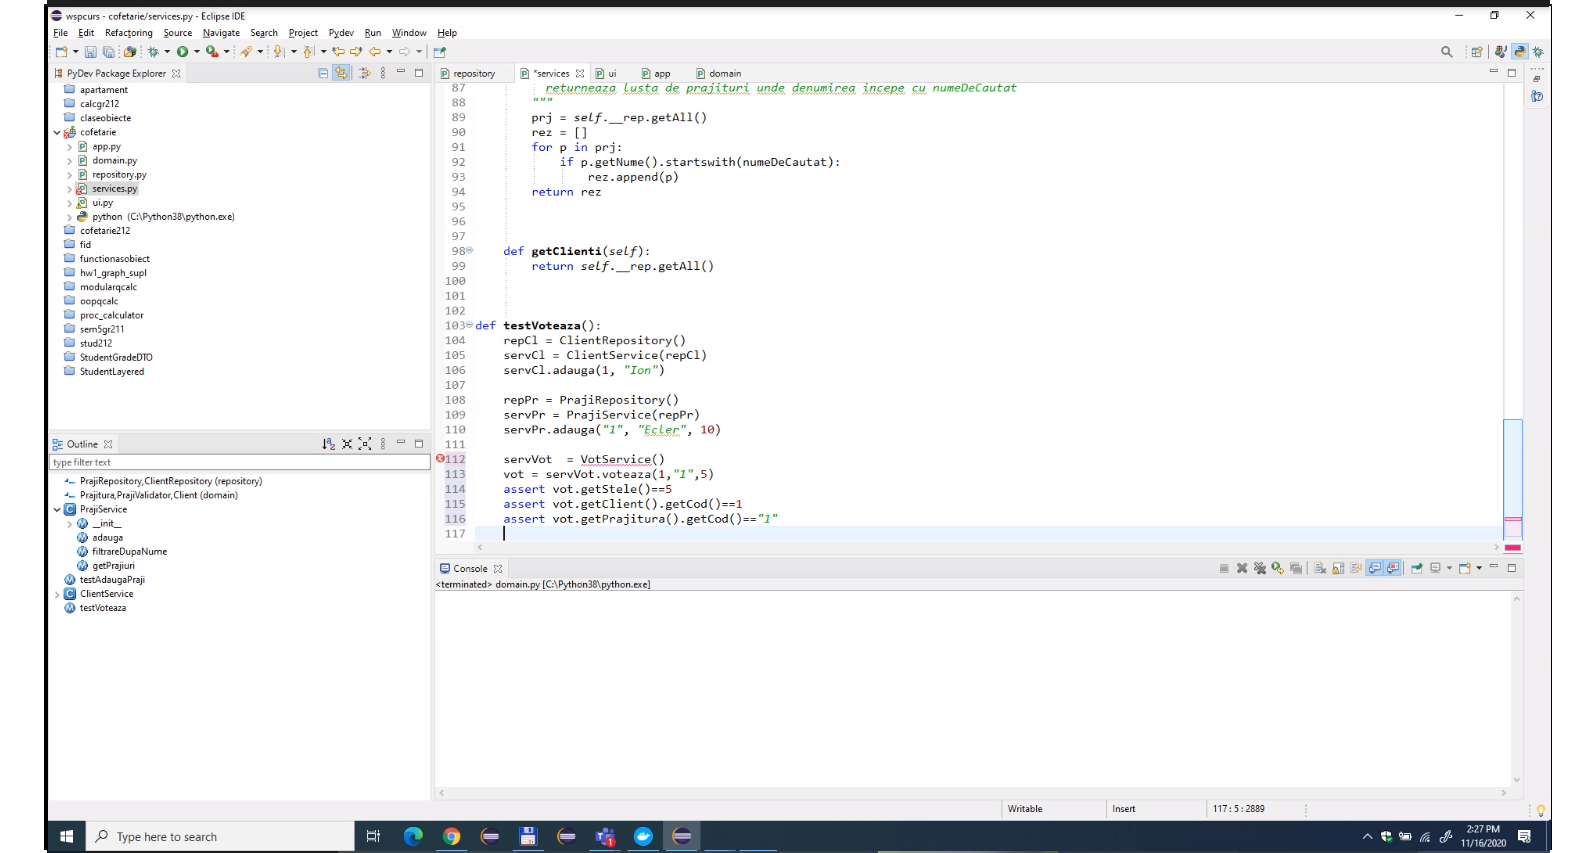 wspcurs - cofetarie/services.py - Eclipse IDE
File Edit Refactoring Source Navigate Search Project Pydev Run Window Help
PyDev Package Explorer
apartament
calcgr212
claseobiecte
cofetarie
app.py
domain.py
repository.py
services.py
ui.py
python (C:\Python38\python.exe)
cofetarie212
fid
functionasobiect
hw1_graph_supl
modularqcalc
oopqcalc
proc_calculator
sem5gr211
stud212
StudentGradeDTO
StudentLayered
Outline
type filter text
PrajiRepository,ClientRepository (repository)
Prajitura,PrajiValidator,Client (domain)
PrajiService
__init__
adauga
filtrareDupaNume
getPrajiuri
testAdaugaPraji
ClientService
testVoteaza
repository *services ui app domain
87 returneaza lusta de prajituri unde denumirea incepe cu numeDeCautat
88 """
89 prj = self.__rep.getAll()
90 rez = []
91 for p in prj:
92 if p.getNume().startswith(numeDeCautat):
93 rez.append(p)
94 return rez
95
96
97
98 def getClienti(self):
99 return self.__rep.getAll()
100
101
102
103 def testVoteaza():
104 repCl = ClientRepository()
105 servCl = ClientService(repCl)
106 servCl.adauga(1, "Ion")
107
108 repPr = PrajiRepository()
109 servPr = PrajiService(repPr)
110 servPr.adauga("1", "Ecler", 10)
111
112 servVot  = VotService()
113 vot = servVot.voteaza(1,"1",5)
114 assert vot.getStele()==5
115 assert vot.getClient().getCod()==1
116 assert vot.getPrajitura().getCod()=="1"
117
Console
<terminated> domain.py [C:\Python38\python.exe]
Writable Insert 117 : 5 : 2889
Type here to search
2:27 PM
11/16/2020